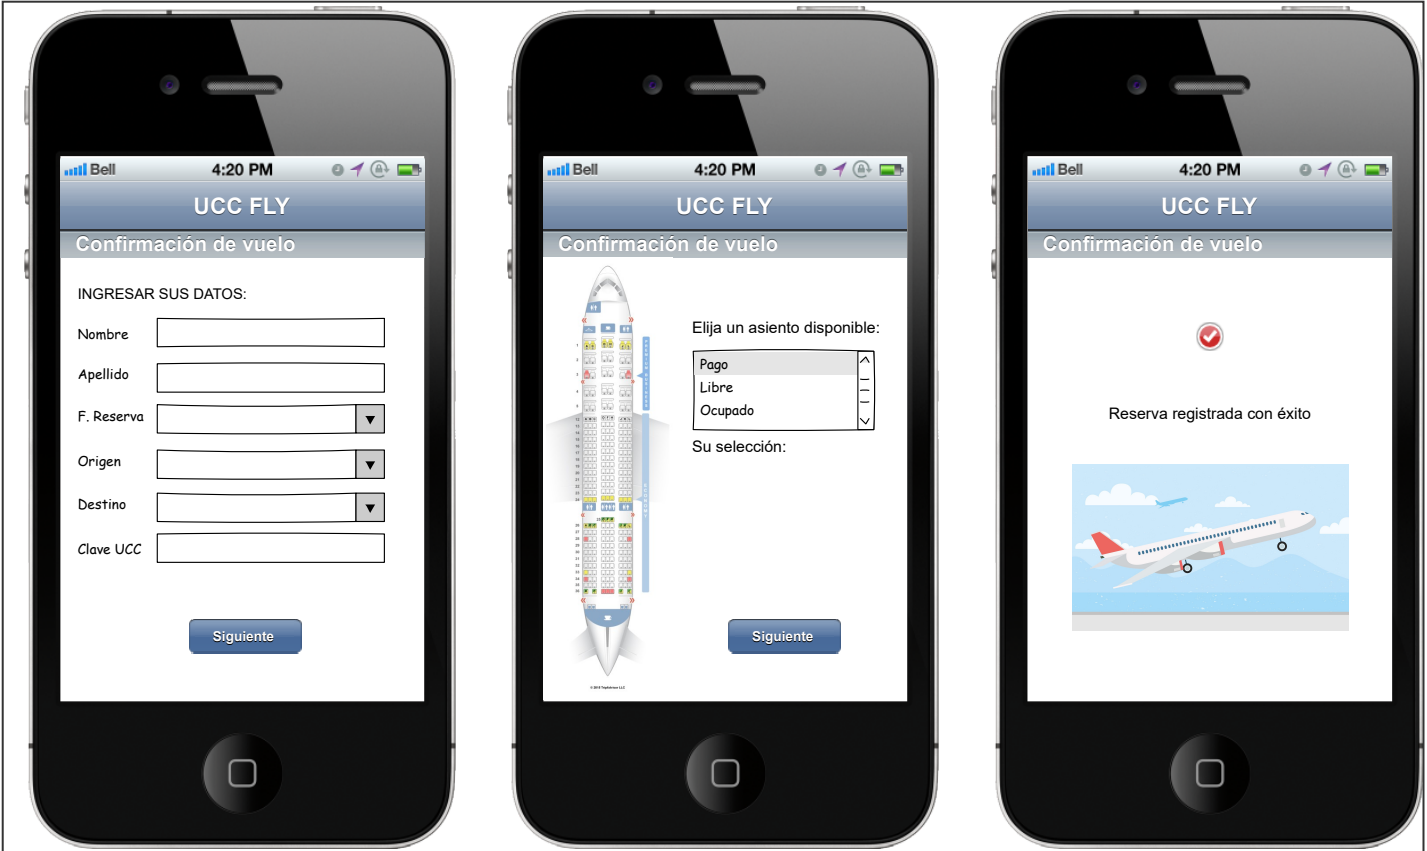 Bell 4:20 PM
UCC FLY
Confirmación de vuelo
INGRESAR SUS DATOS:
Nombre
Apellido
F. Reserva
Origen
Destino
Clave UCC
Siguiente
Bell 4:20 PM
UCC FLY
Confirmación de vuelo
Elija un asiento disponible:
Pago
Libre
Ocupado
Su selección:
Siguiente
Bell 4:20 PM
UCC FLY
Confirmación de vuelo
Reserva registrada con éxito